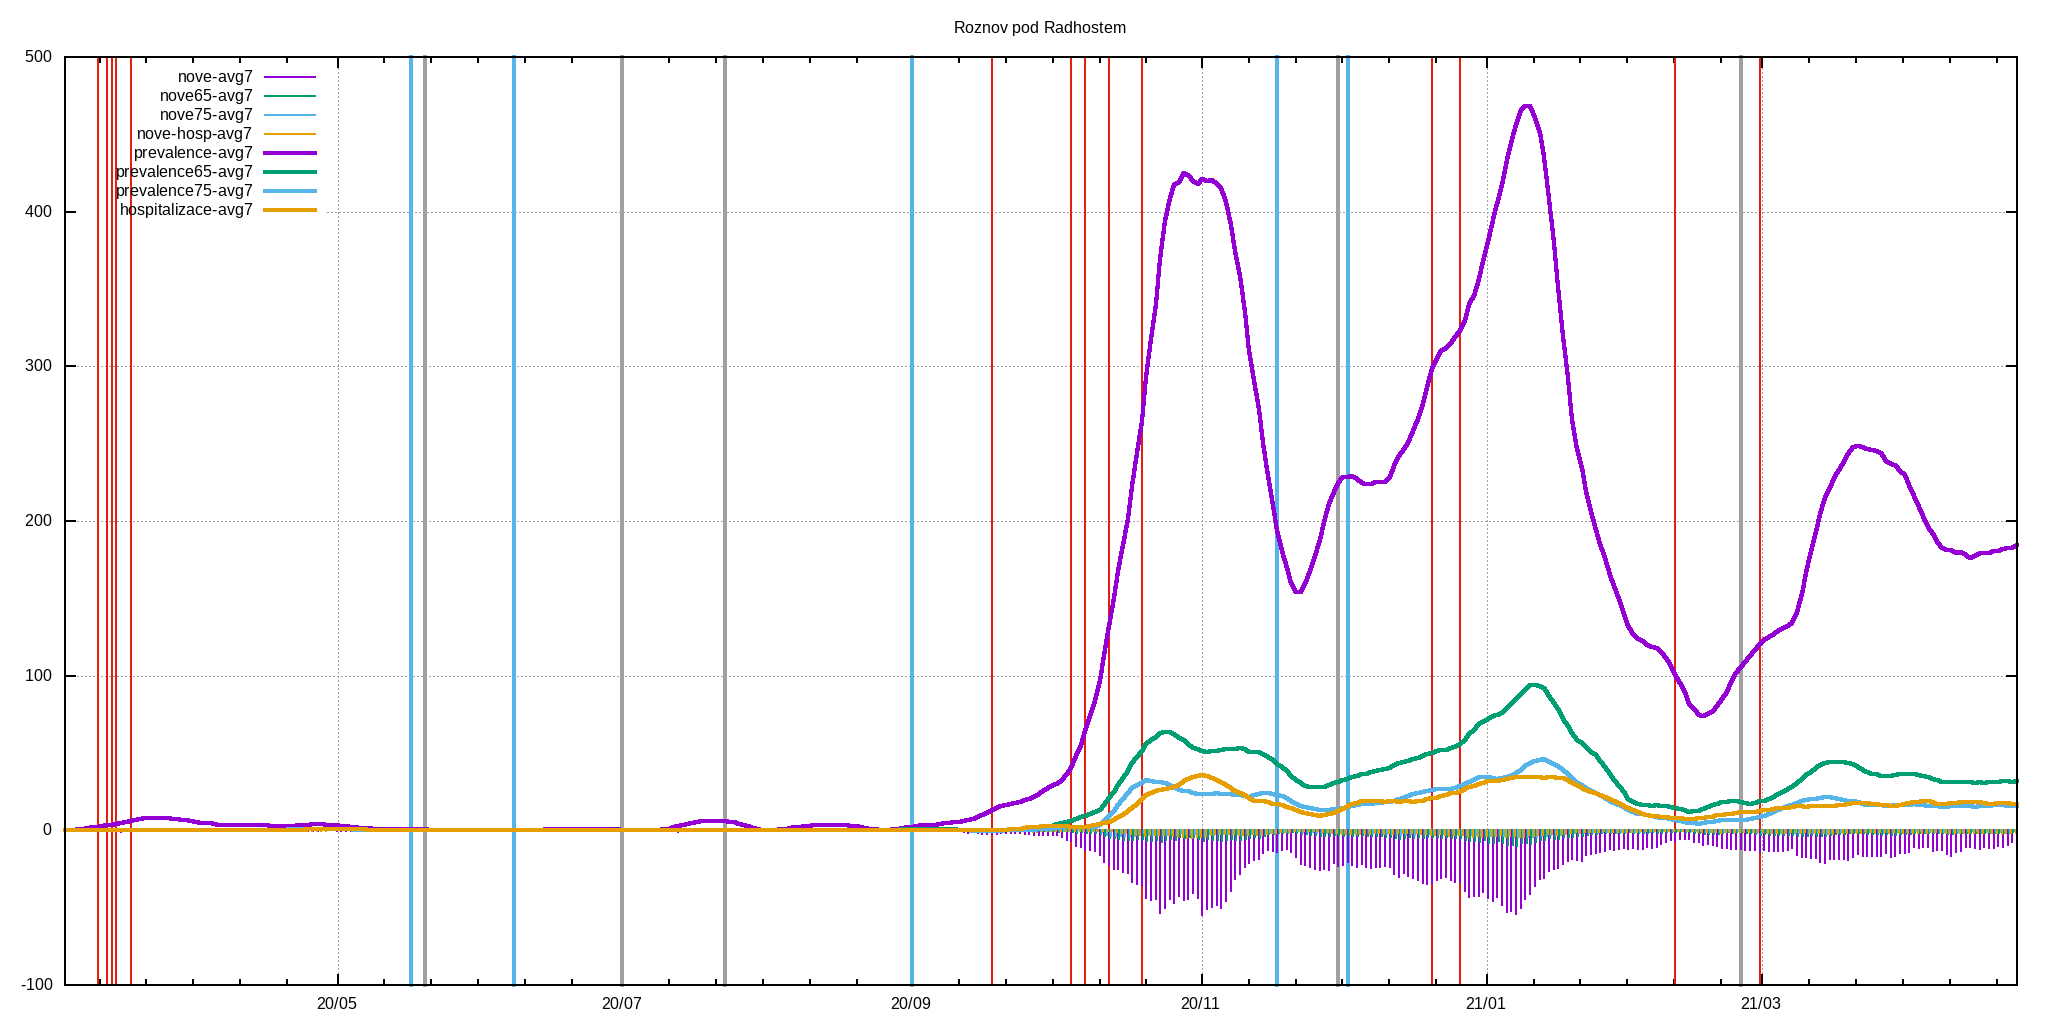 Roznov pod Radhostem
500
400
300
200
100
0
-100
nove-avg7
nove65-avg7
nove75-avg7
nove-hosp-avg7
prevalence-avg7
prevalence65-avg7
prevalence75-avg7
hospitalizace-avg7
20/05 20/07 20/09 20/11 21/01 21/03